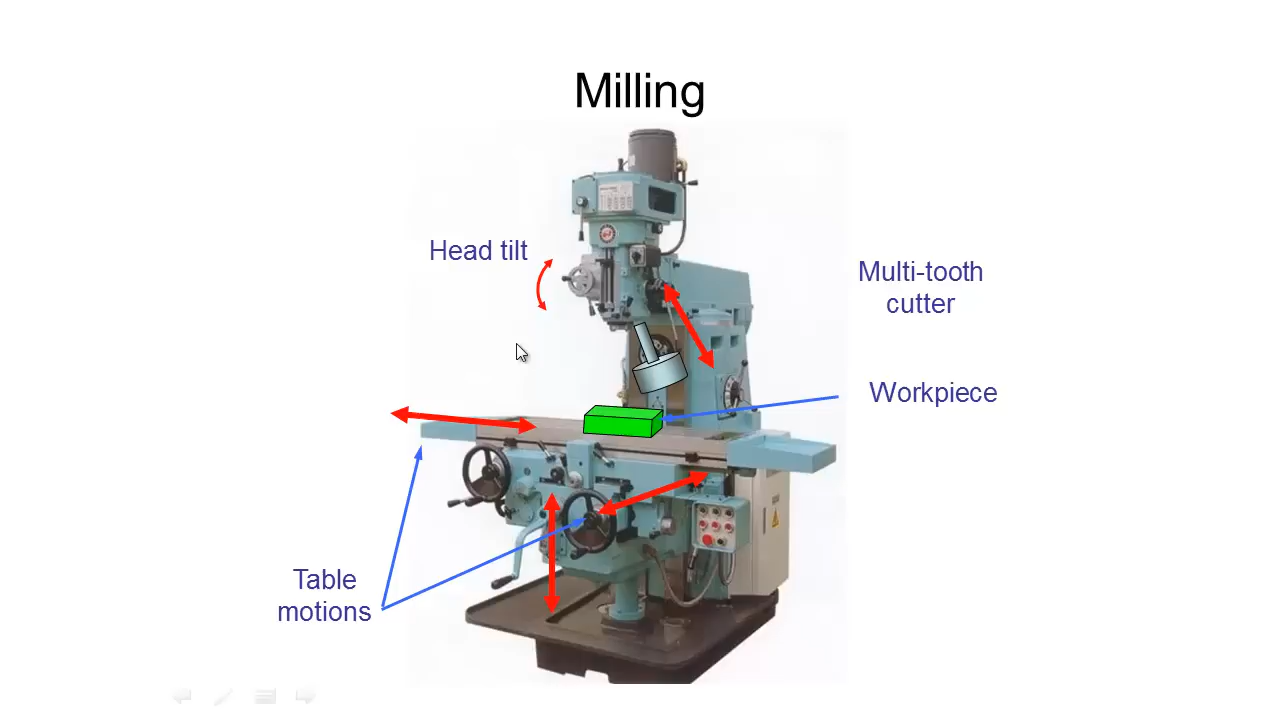 Milling
Head tilt
Multi-tooth
cutter
Workpiece
Table
motions